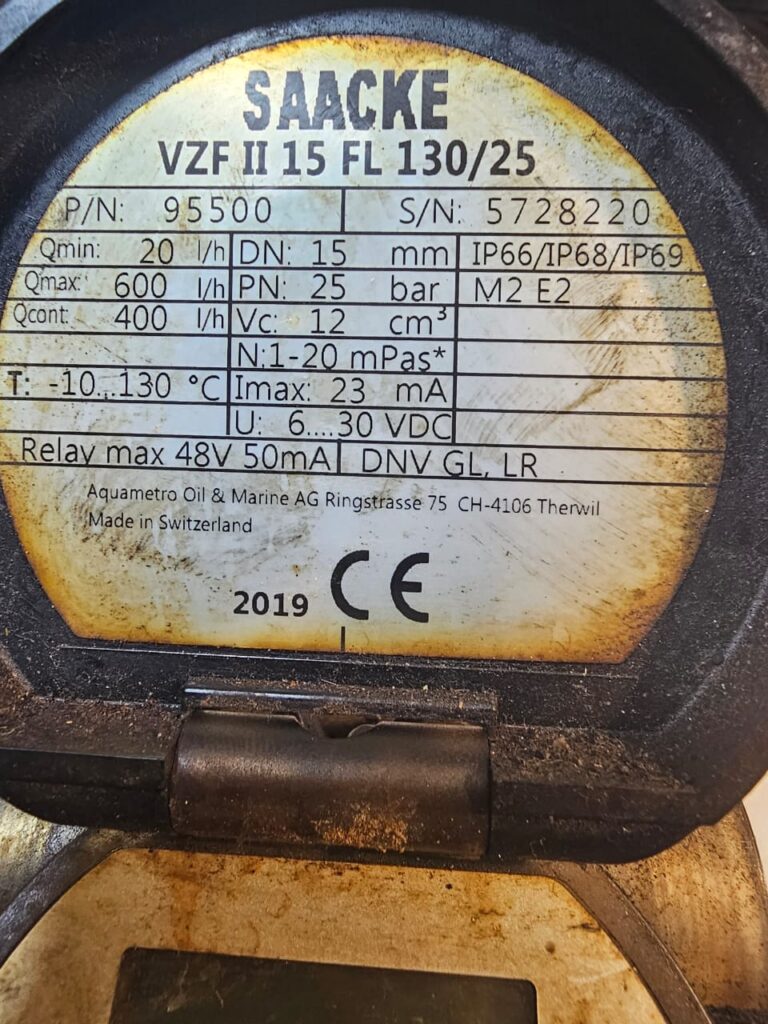 SAACKE
VZF II 15 FL 130/25
P/N: 95500 S/N: 5728220
Qmin: 20 l/h DN: 15 mm IP66/IP68/IP69
Qmax: 600 l/h PN: 25 bar M2 E2
Qcont: 400 l/h Vc: 12 cm³
N:1-20 mPas*
T: -10...130 °C Imax: 23 mA
U: 6....30 VDC
Relay max 48V 50mA DNV GL, LR
Aquametro Oil & Marine AG Ringstrasse 75 CH-4106 Therwil
Made in Switzerland
2019 CE